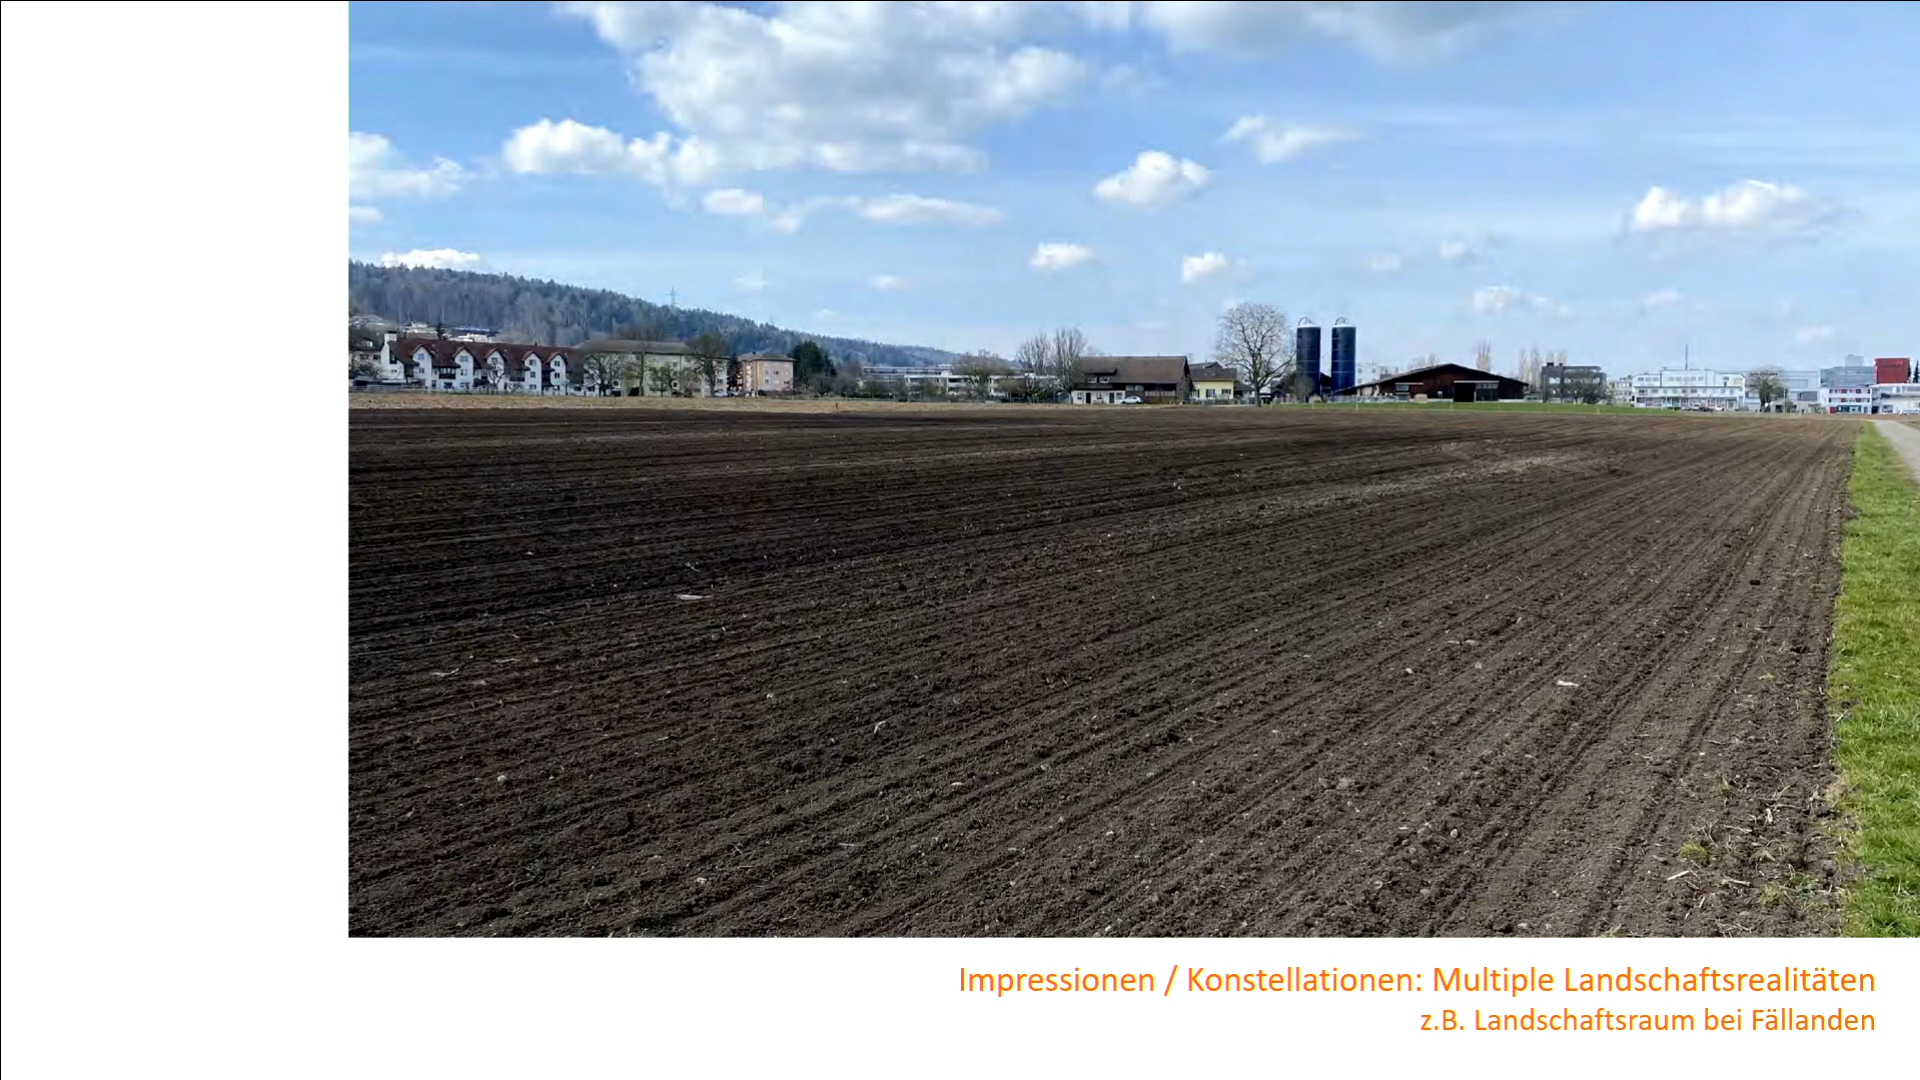 Impressionen / Konstellationen: Multiple Landschaftsrealitäten
z.B. Landschaftsraum bei Fällanden